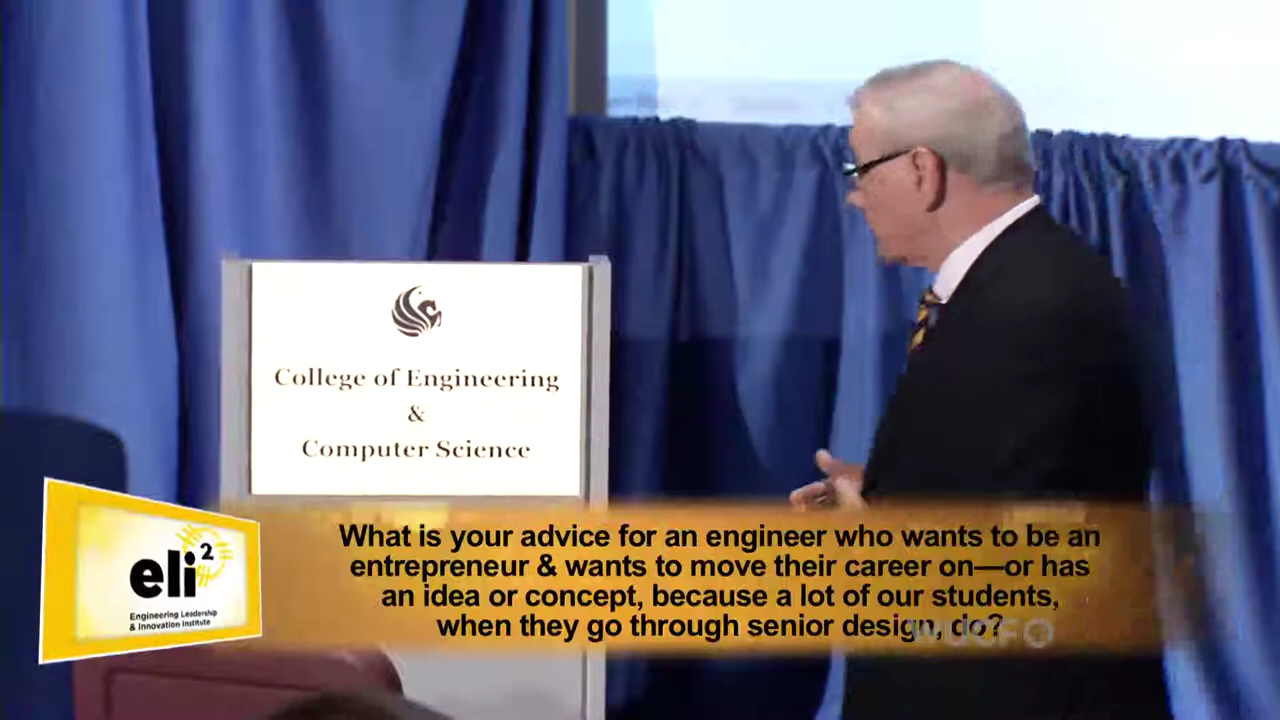 College of Engineering
&
Computer Science
What is your advice for an engineer who wants to be an
entrepreneur & wants to move their career on—or has
an idea or concept, because a lot of our students,
when they go through senior design, do?
eli²
Engineering Leadership
& Innovation Institute
WUCF